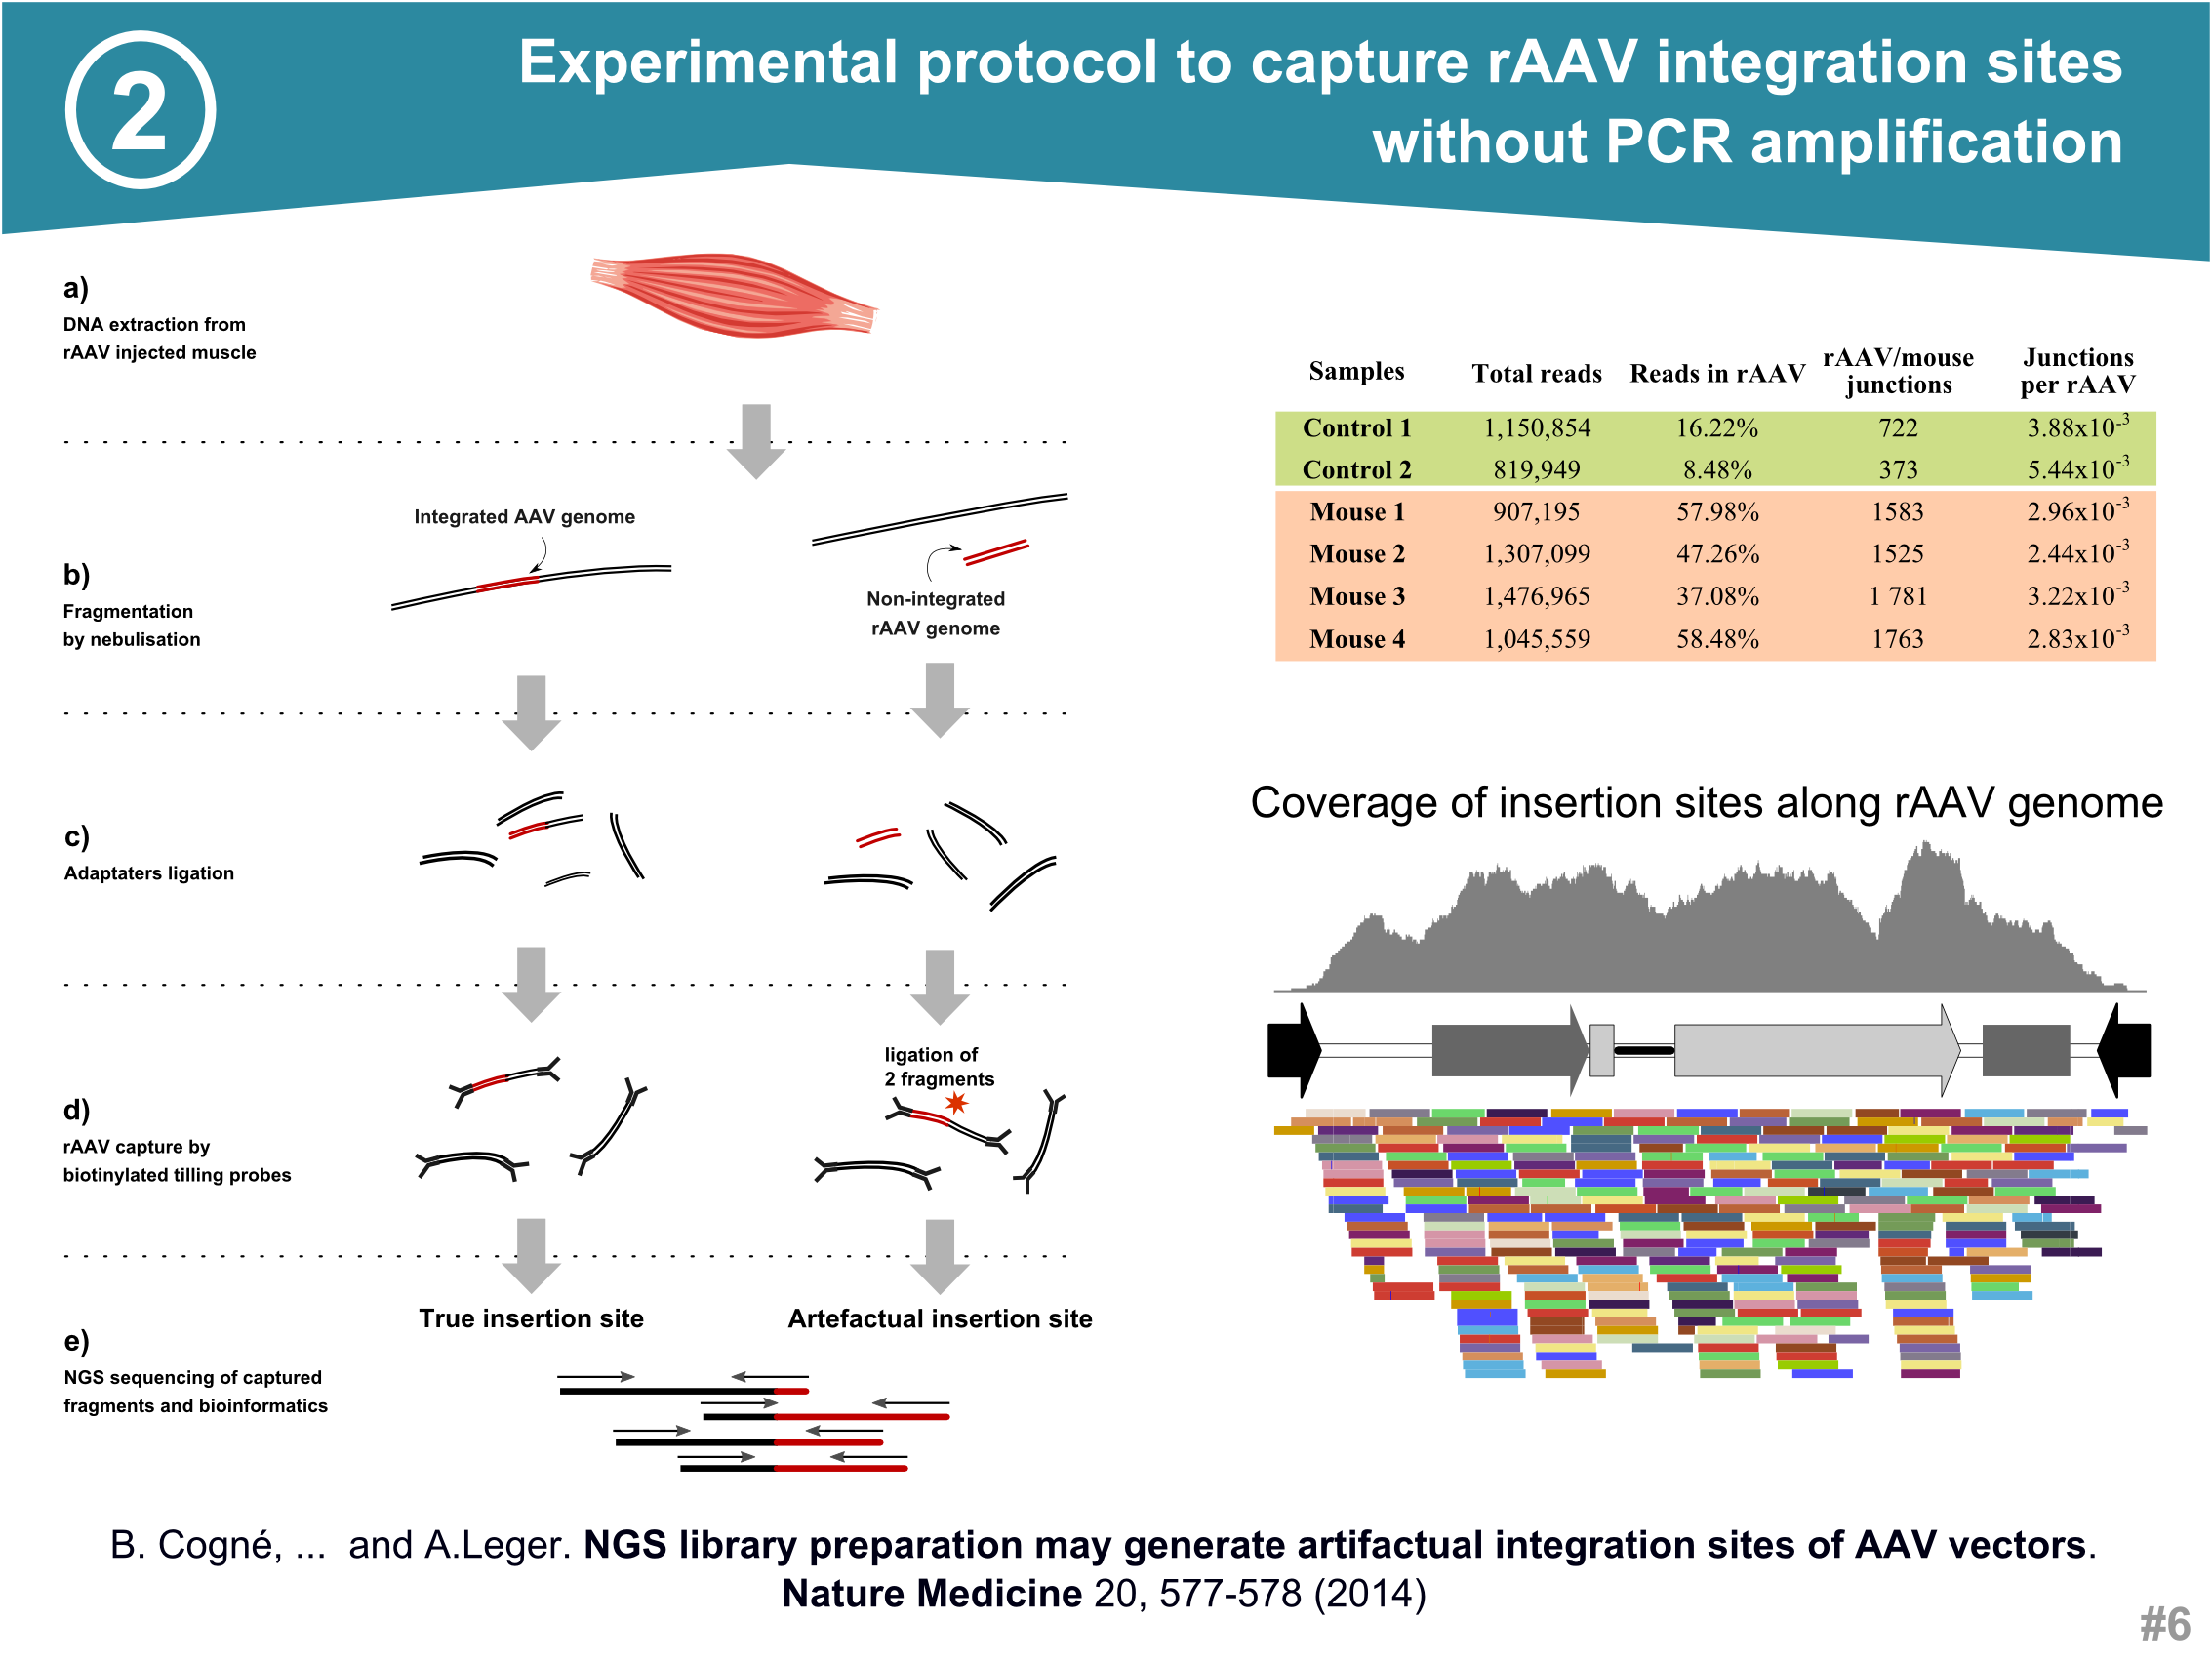 2
Experimental protocol to capture rAAV integration sites
without PCR amplification
a)
DNA extraction from
rAAV injected muscle
Integrated AAV genome
Non-integrated
rAAV genome
b)
Fragmentation
by nebulisation
c)
Adaptaters ligation
ligation of
2 fragments
d)
rAAV capture by
biotinylated tilling probes
True insertion site
Artefactual insertion site
e)
NGS sequencing of captured
fragments and bioinformatics
Samples Total reads Reads in rAAV rAAV/mouse junctions Junctions per rAAV
Control 1 1,150,854 16.22% 722 3.88x10-3
Control 2 819,949 8.48% 373 5.44x10-3
Mouse 1 907,195 57.98% 1583 2.96x10-3
Mouse 2 1,307,099 47.26% 1525 2.44x10-3
Mouse 3 1,476,965 37.08% 1 781 3.22x10-3
Mouse 4 1,045,559 58.48% 1763 2.83x10-3
Coverage of insertion sites along rAAV genome
B. Cogné, ... and A.Leger. NGS library preparation may generate artifactual integration sites of AAV vectors.
Nature Medicine 20, 577-578 (2014)
#6